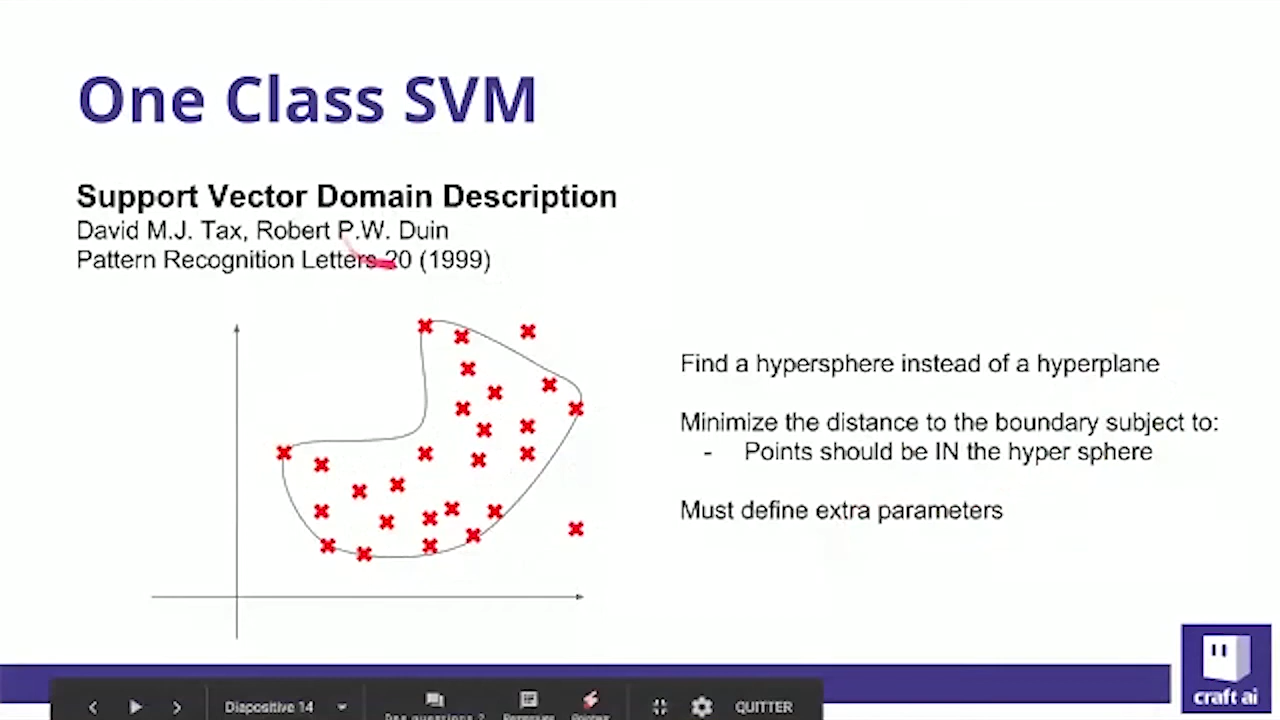 One Class SVM
Support Vector Domain Description
David M.J. Tax, Robert P.W. Duin
Pattern Recognition Letters 20 (1999)
Find a hypersphere instead of a hyperplane
Minimize the distance to the boundary subject to:
- Points should be IN the hyper sphere
Must define extra parameters
craft ai
Diapositive 14
Des questions ?
QUITTER